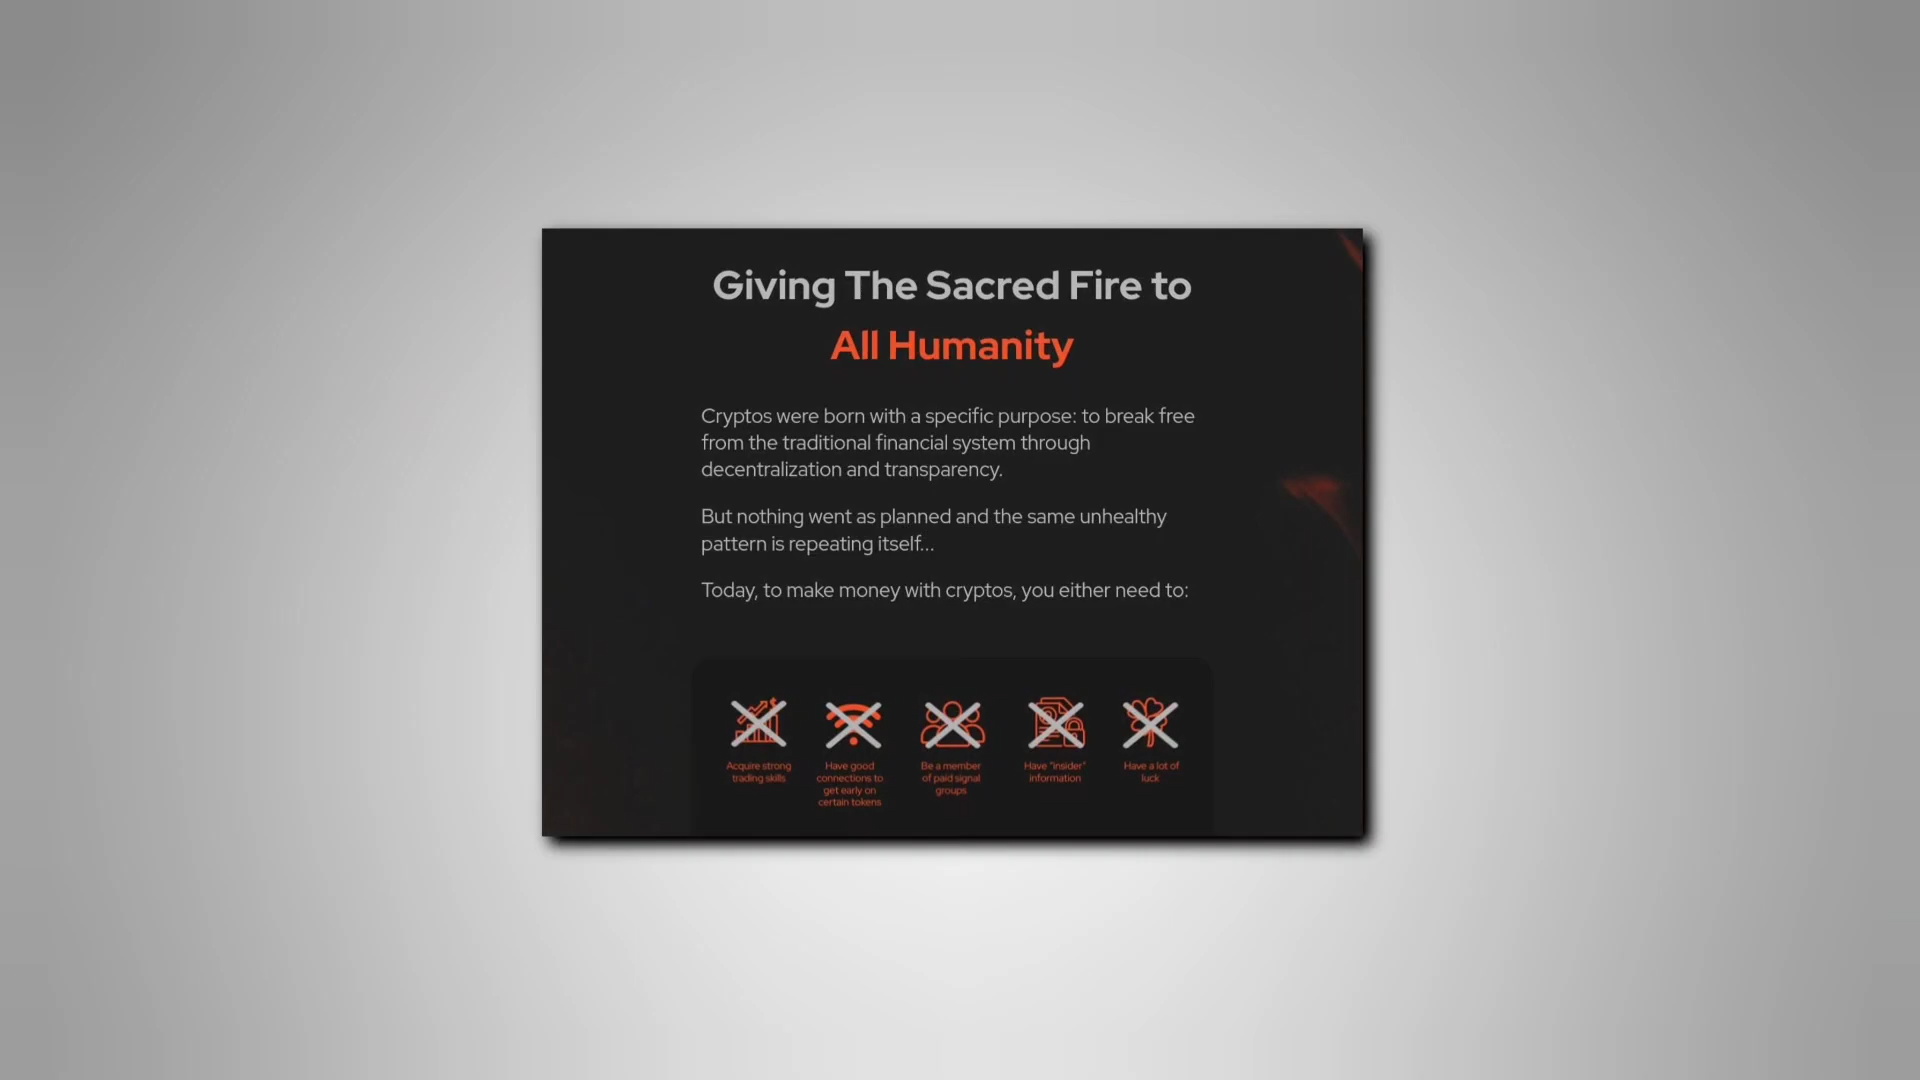 Giving The Sacred Fire to
All Humanity
Cryptos were born with a specific purpose: to break free
from the traditional financial system through
decentralization and transparency.
But nothing went as planned and the same unhealthy
pattern is repeating itself...
Today, to make money with cryptos, you either need to:
Acquire strong
trading skills
Have good
connections to
get early on
certain tokens
Be a member
of paid signal
groups
Have "insider"
information
Have a lot of
luck